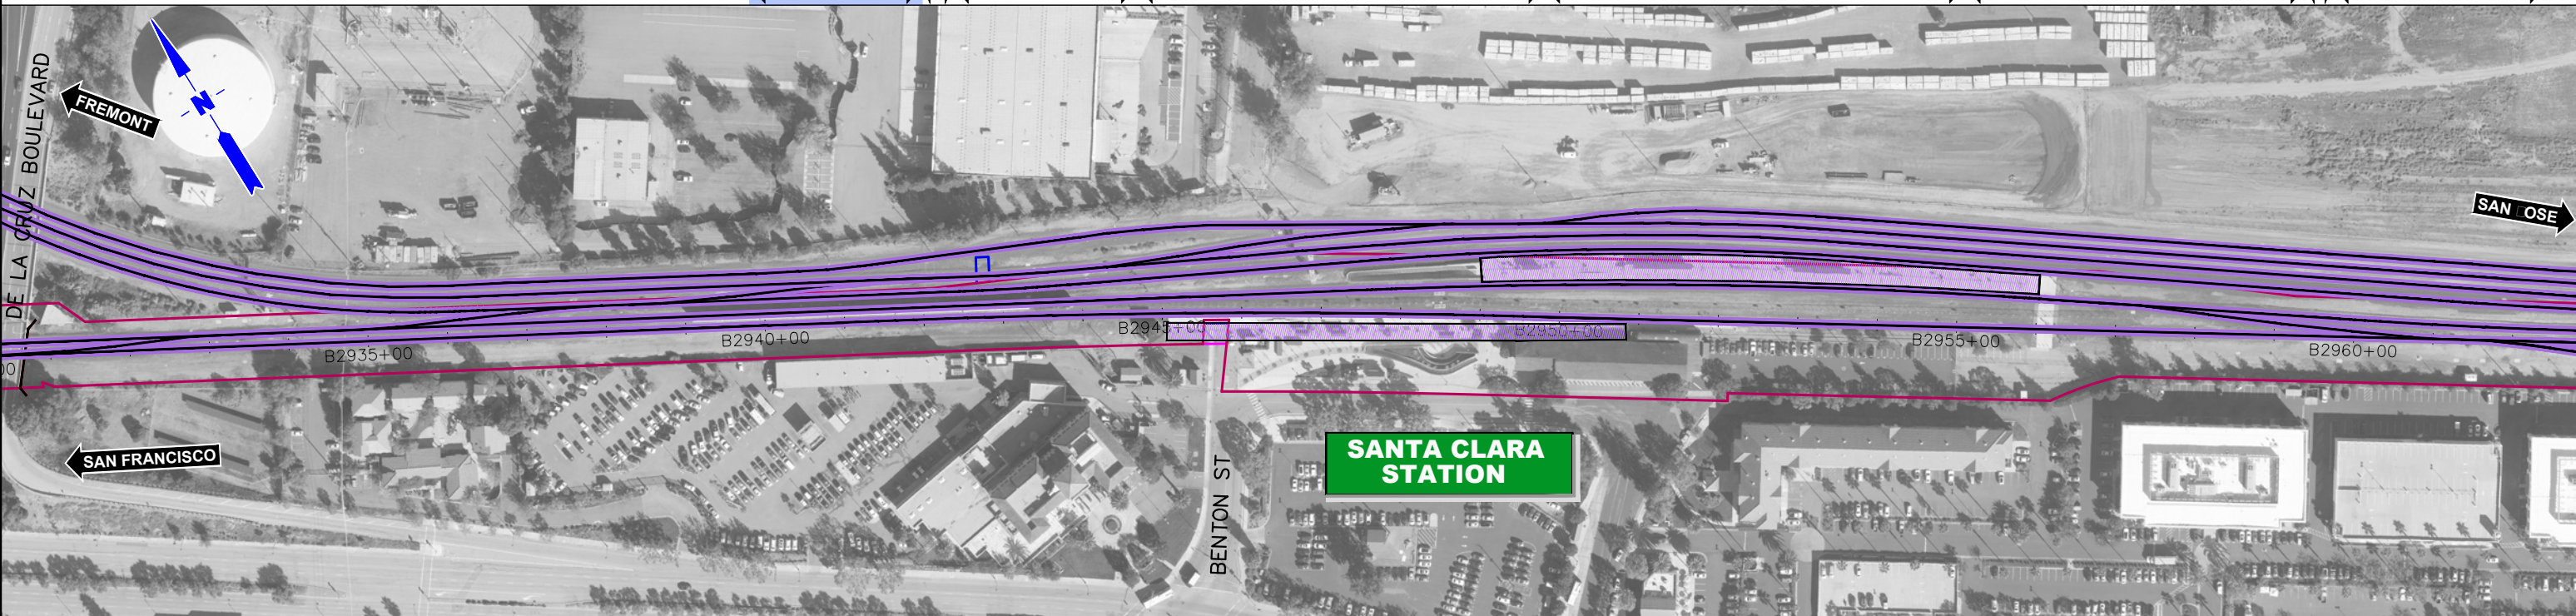 DE LA CRUZ BOULEVARD
FREMONT
N
SAN OSE
B2935+00
B2940+00
B2945+00
B2950+00
B2955+00
B2960+00
00
SAN FRANCISCO
BENTON ST
SANTA CLARA
STATION